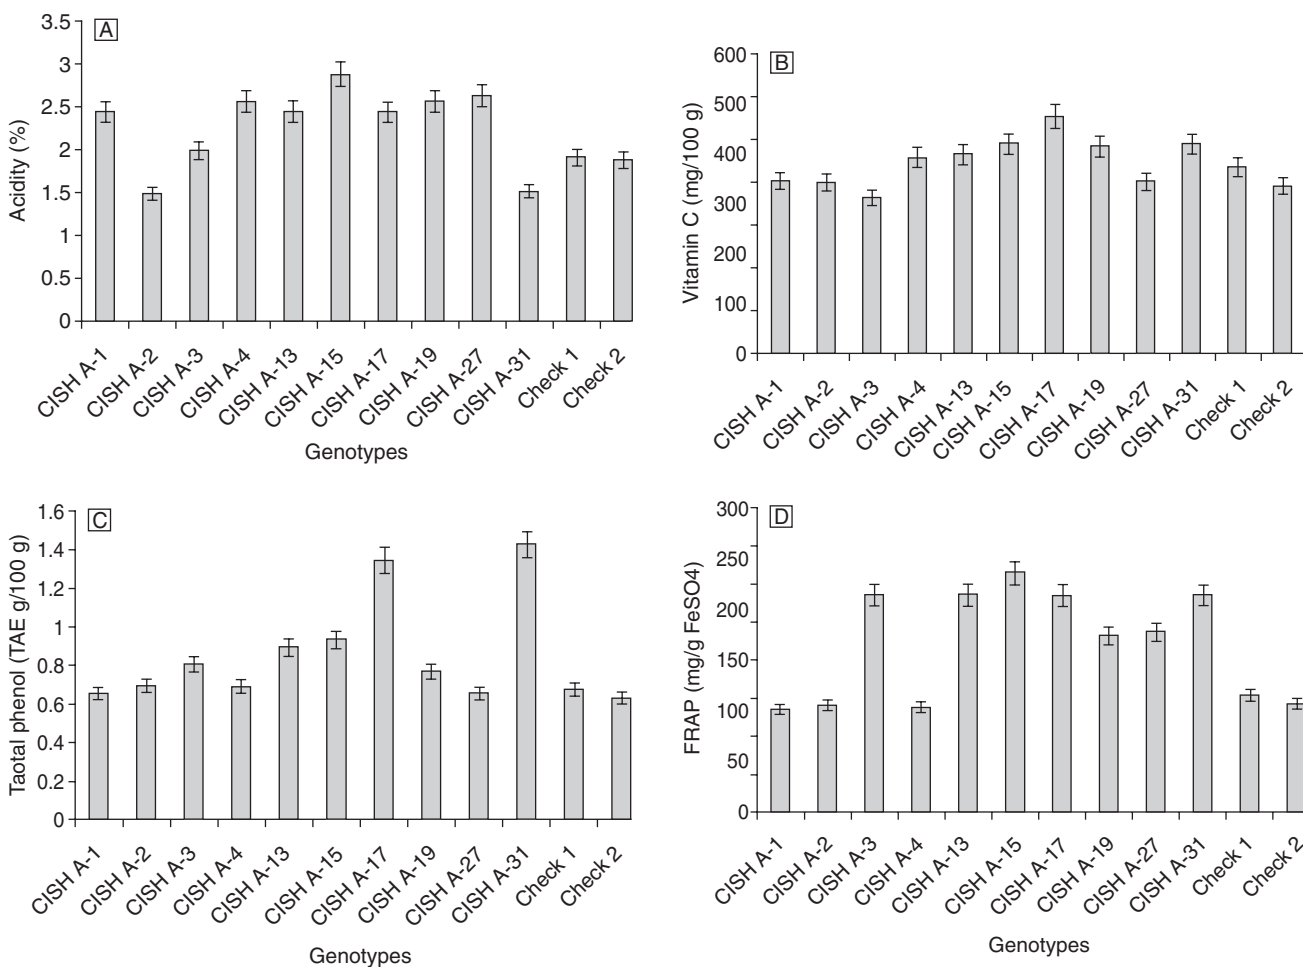 A
3.5
3
2.5
2
1.5
1
0.5
0
Acidity (%)
CISH A-1
CISH A-2
CISH A-3
CISH A-4
CISH A-13
CISH A-15
CISH A-17
CISH A-19
CISH A-27
CISH A-31
Check 1
Check 2
Genotypes
B
600
500
400
300
200
100
0
Vitamin C (mg/100 g)
CISH A-1
CISH A-2
CISH A-3
CISH A-4
CISH A-13
CISH A-15
CISH A-17
CISH A-19
CISH A-27
CISH A-31
Check 1
Check 2
C
1.6
1.4
1.2
1
0.8
0.6
0.4
0.2
0
Taotal phenol (TAE g/100 g)
CISH A-1
CISH A-2
CISH A-3
CISH A-4
CISH A-13
CISH A-15
CISH A-17
CISH A-19
CISH A-27
CISH A-31
Check 1
Check 2
Genotypes
D
300
250
200
150
100
50
0
FRAP (mg/g FeSO4)
CISH A-1
CISH A-2
CISH A-3
CISH A-4
CISH A-13
CISH A-15
CISH A-17
CISH A-19
CISH A-27
CISH A-31
Check 1
Check 2
Genotypes